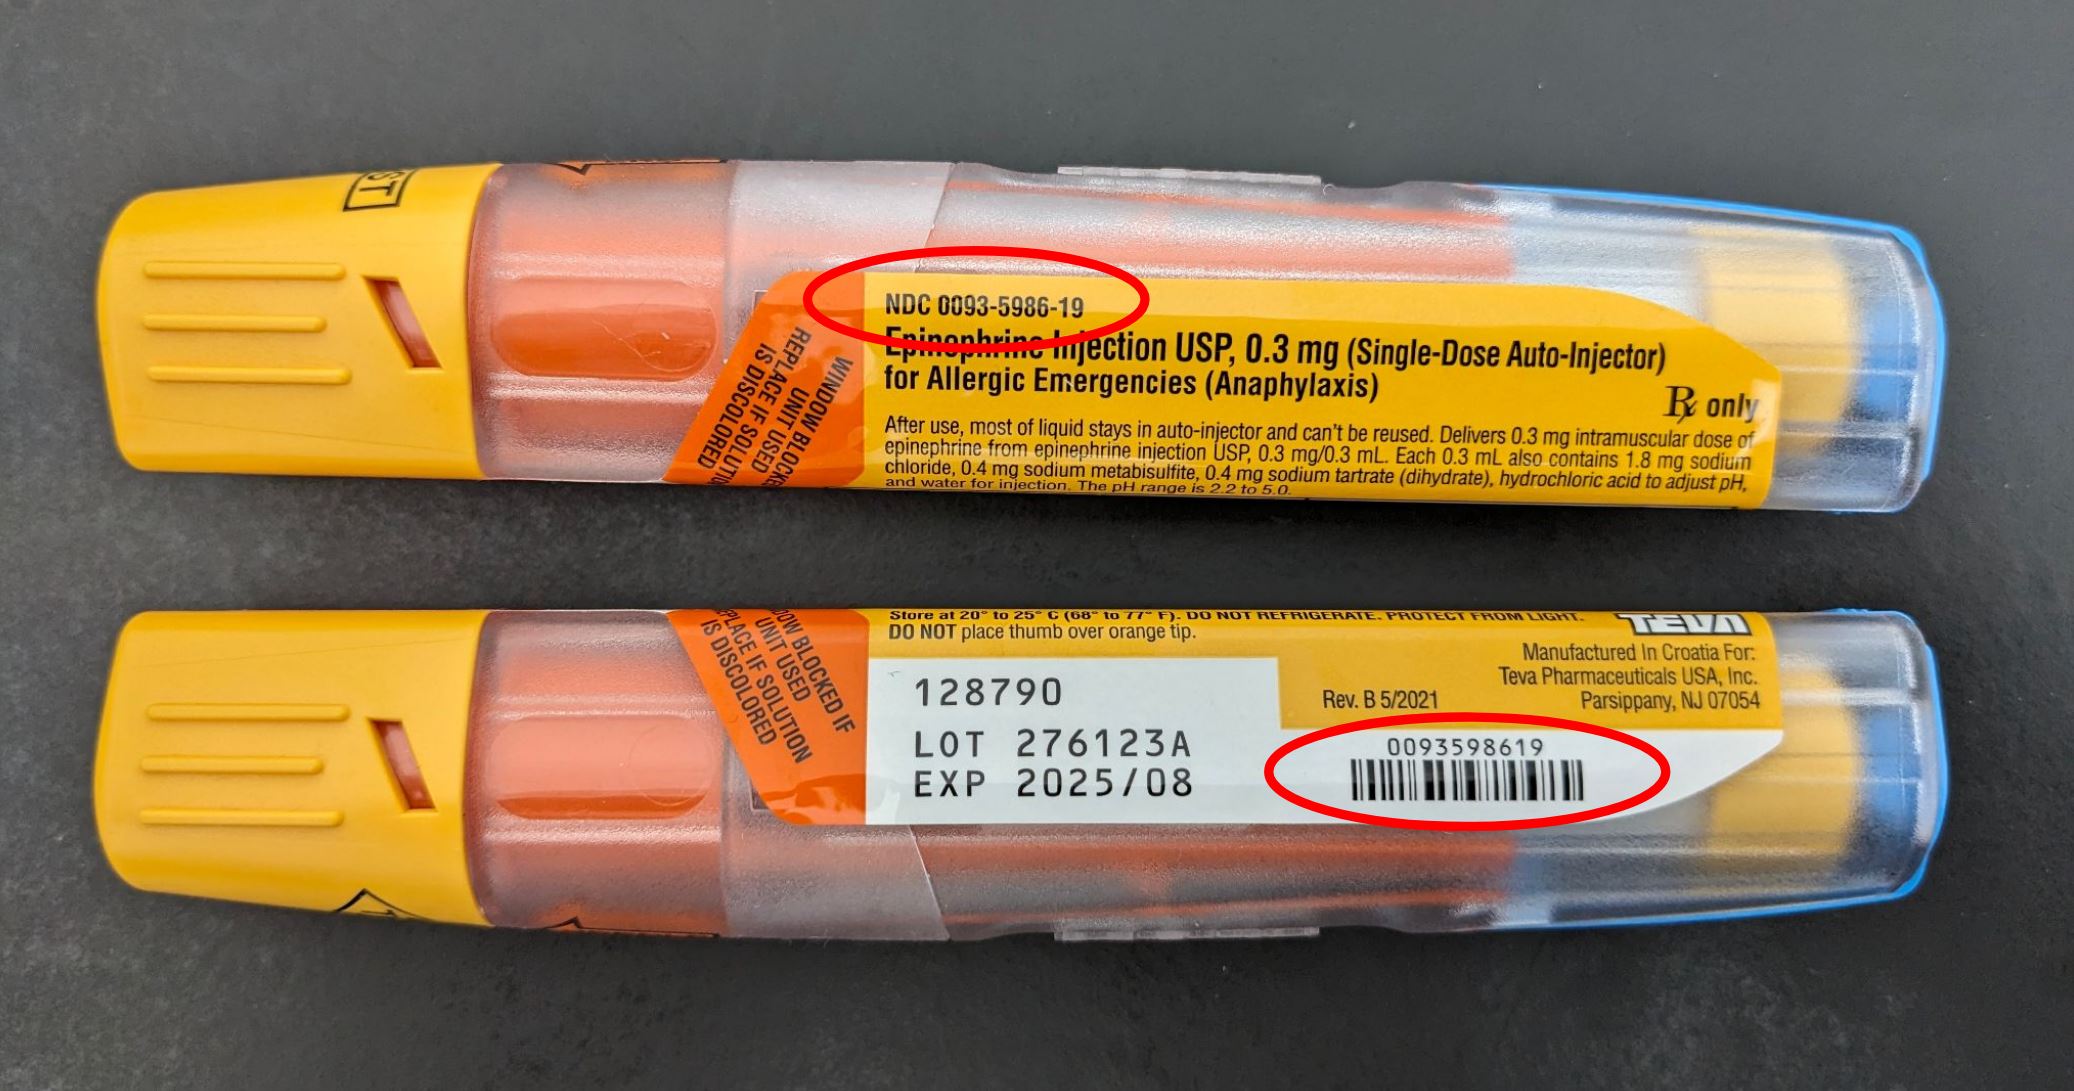 ST
NDC 0093-5986-19
Epinephrine Injection USP, 0.3 mg (Single-Dose Auto-Injector)
for Allergic Emergencies (Anaphylaxis)
Rx only
After use, most of liquid stays in auto-injector and can't be reused. Delivers 0.3 mg intramuscular dose of
epinephrine from epinephrine injection USP, 0.3 mg/0.3 mL. Each 0.3 mL also contains 1.8 mg sodium
chloride, 0.4 mg sodium metabisulfite, 0.4 mg sodium tartrate (dihydrate), hydrochloric acid to adjust pH,
and water for injection. The pH range is 2.2 to 5.0.
WINDOW BLOCKE
UNIT USED
REPLACE IF SOLUTIO
IS DISCOLORED
Store at 20° to 25° C (68° to 77° F). DO NOT REFRIGERATE. PROTECT FROM LIGHT.
DO NOT place thumb over orange tip.
TEVA
Manufactured In Croatia For:
Teva Pharmaceuticals USA, Inc.
Rev. B 5/2021
Parsippany, NJ 07054
128790
LOT 276123A
EXP 2025/08
0093598619
DOW BLOCKED IF
UNIT USED
EPLACE IF SOLUTION
IS DISCOLORED